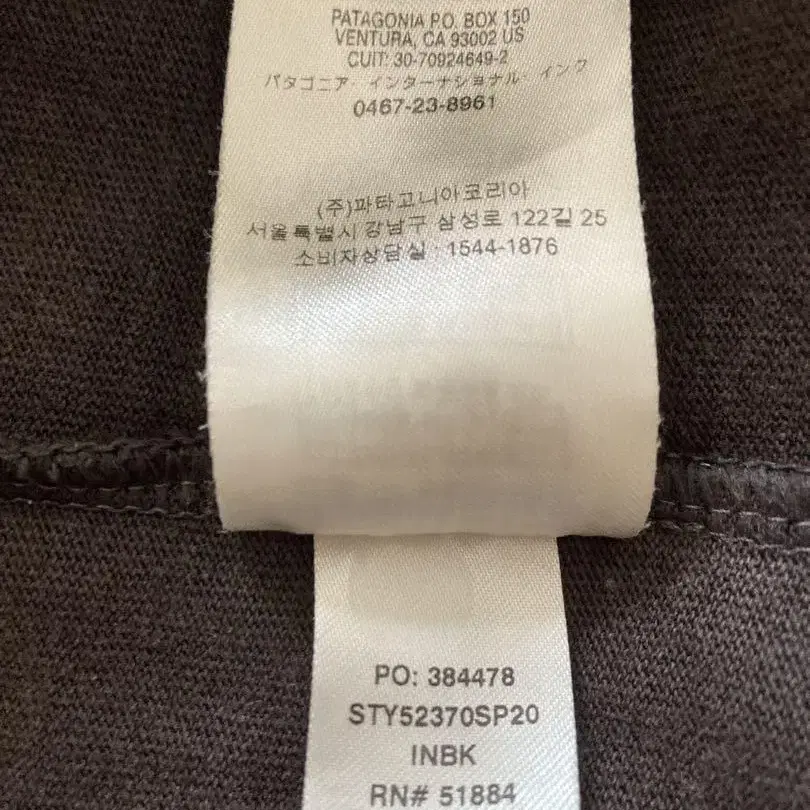 PATAGONIA P.O. BOX 150
VENTURA, CA 93002 US
CUIT: 30-70924649-2
パタゴニア・インターナショナル・インク
0467-23-8961
(주)파타고니아코리아
서울특별시 강남구 삼성로 122길 25
소비자상담실 : 1544-1876
PO: 384478
STY52370SP20
INBK
RN# 51884